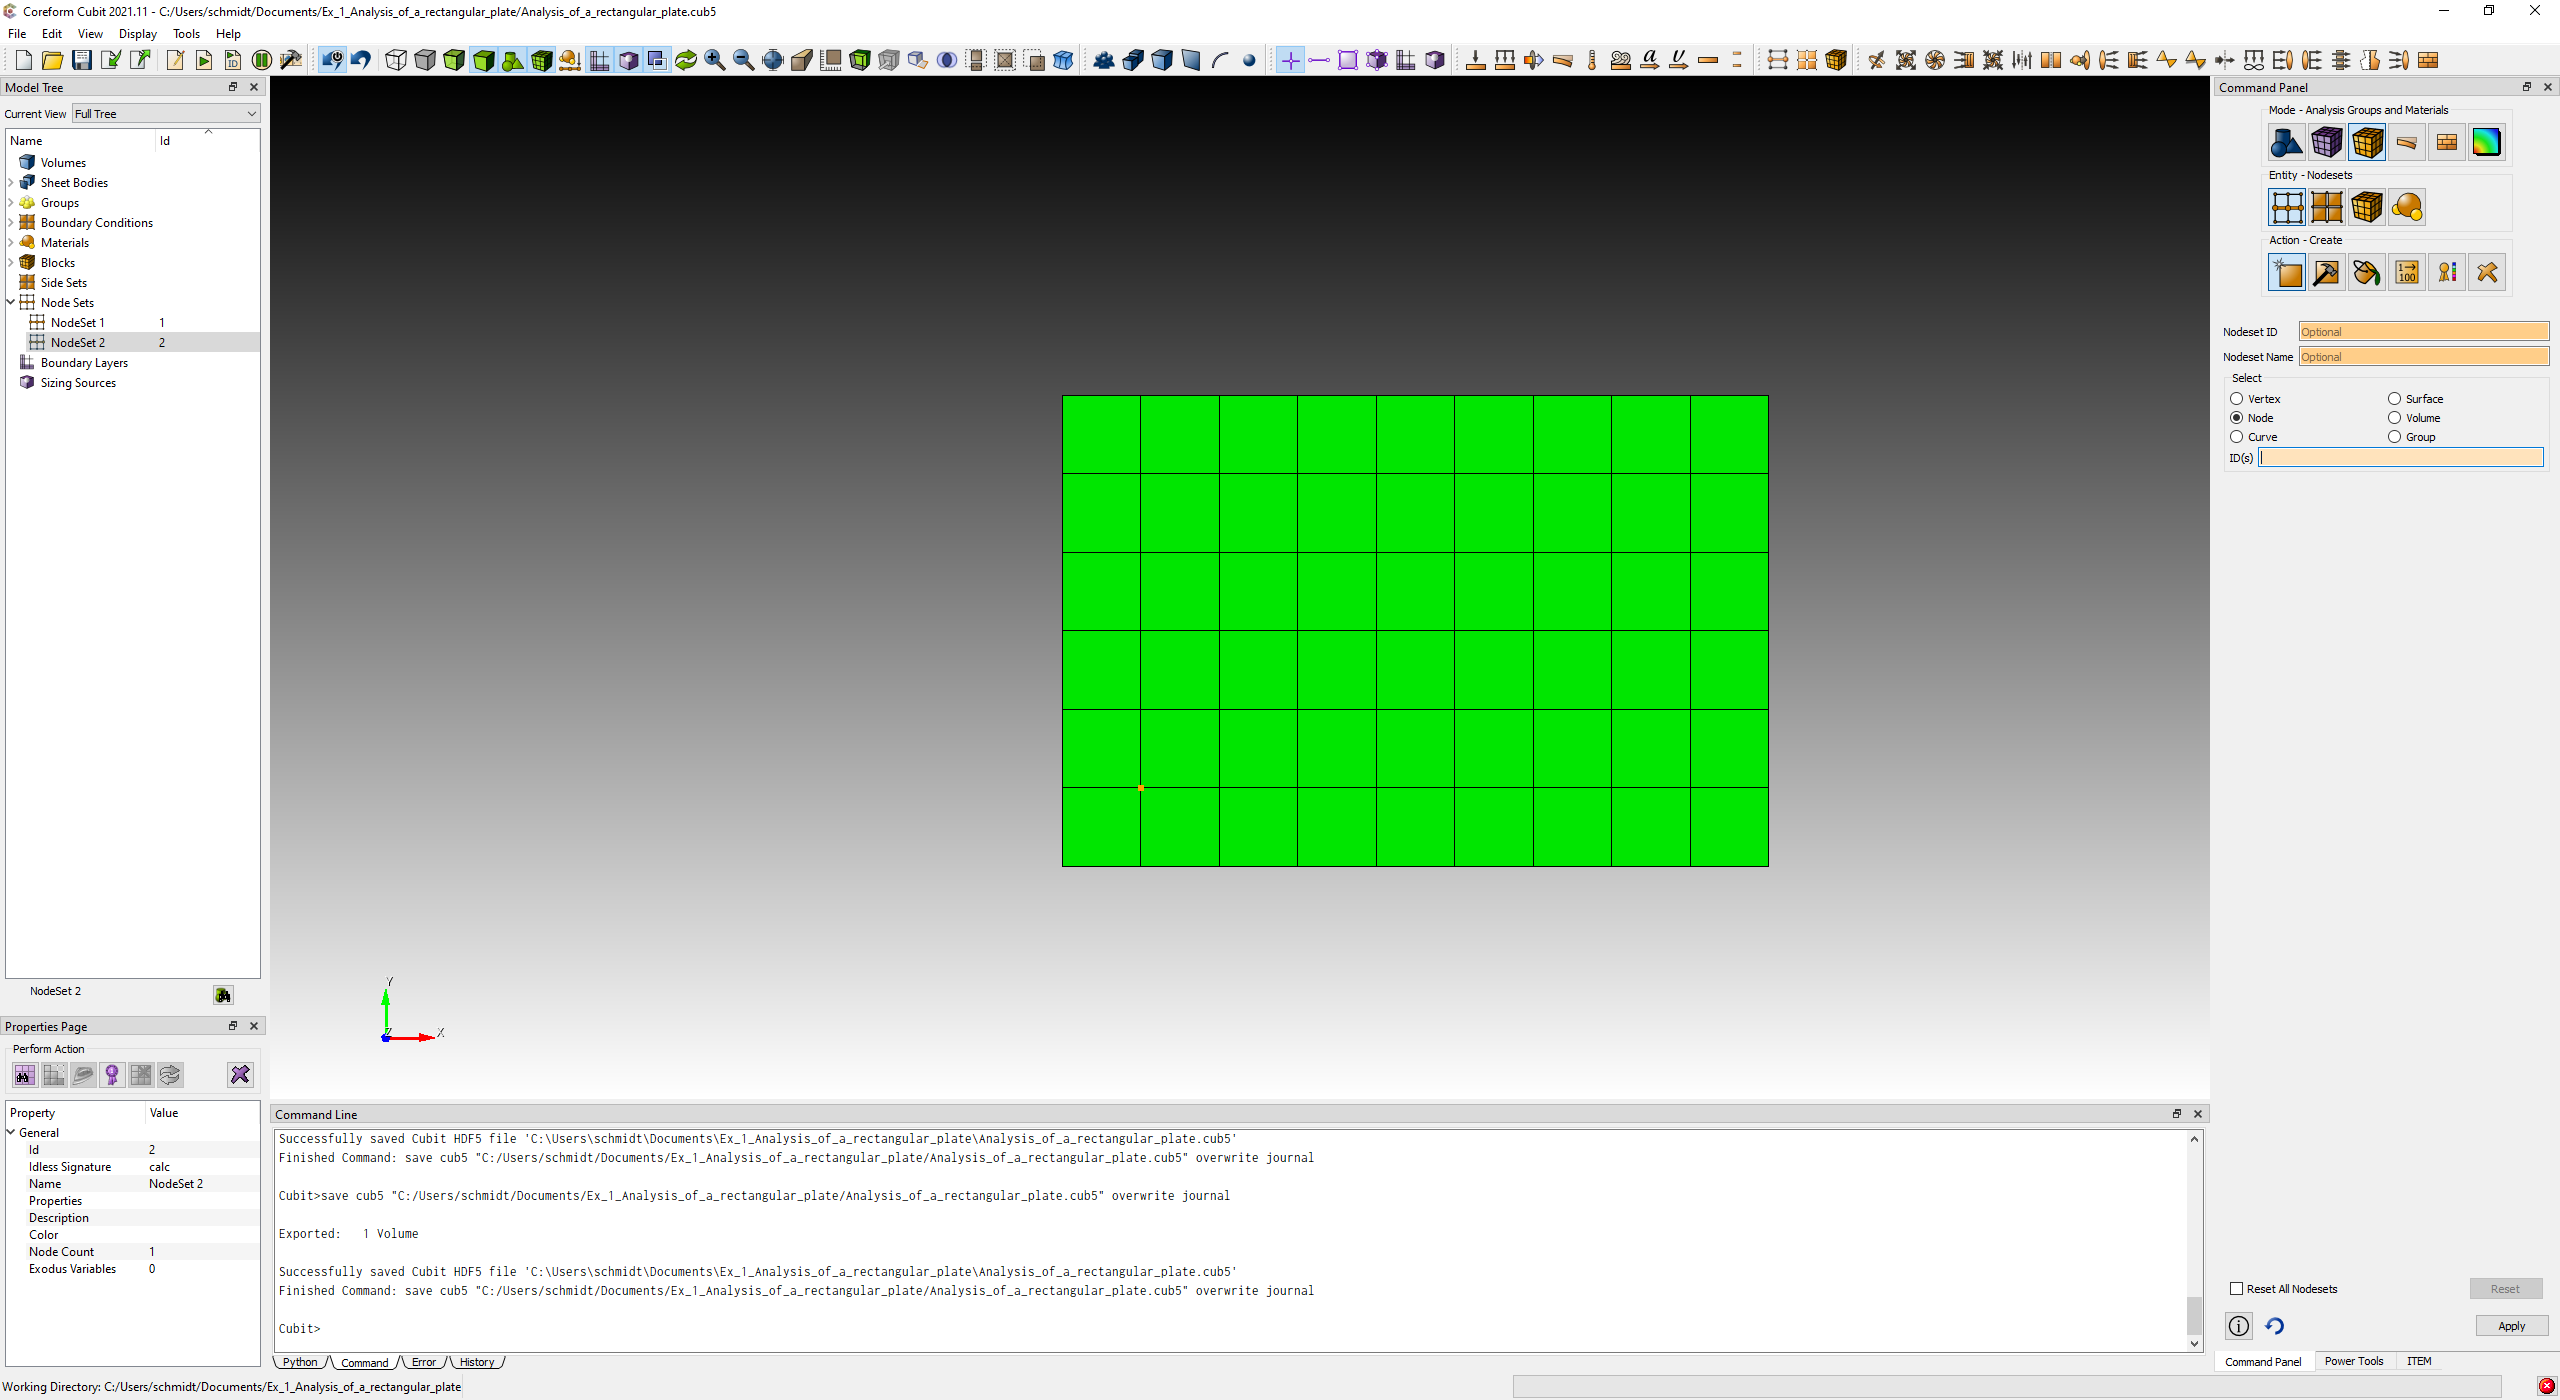 Coreform Cubit 2021.11 - C:/Users/schmidt/Documents/Ex_1_Analysis_of_a_rectangular_plate/Analysis_of_a_rectangular_plate.cub5
File Edit View Display Tools Help
Model Tree
Current View Full Tree
Name Id
Volumes
Sheet Bodies
Groups
Boundary Conditions
Materials
Blocks
Side Sets
Node Sets
NodeSet 1 1
NodeSet 2 2
Boundary Layers
Sizing Sources
NodeSet 2
Properties Page
Perform Action
Property Value
General
Id 2
Idless Signature calc
Name NodeSet 2
Properties
Description
Color
Node Count 1
Exodus Variables 0
Y
Z
X
Command Line
Successfully saved Cubit HDF5 file 'C:\Users\schmidt\Documents\Ex_1_Analysis_of_a_rectangular_plate\Analysis_of_a_rectangular_plate.cub5'
Finished Command: save cub5 "C:/Users/schmidt/Documents/Ex_1_Analysis_of_a_rectangular_plate/Analysis_of_a_rectangular_plate.cub5" overwrite journal
Cubit>save cub5 "C:/Users/schmidt/Documents/Ex_1_Analysis_of_a_rectangular_plate/Analysis_of_a_rectangular_plate.cub5" overwrite journal
Exported: 1 Volume
Successfully saved Cubit HDF5 file 'C:\Users\schmidt\Documents\Ex_1_Analysis_of_a_rectangular_plate\Analysis_of_a_rectangular_plate.cub5'
Finished Command: save cub5 "C:/Users/schmidt/Documents/Ex_1_Analysis_of_a_rectangular_plate/Analysis_of_a_rectangular_plate.cub5" overwrite journal
Cubit>
Python Command Error History
Command Panel
Mode - Analysis Groups and Materials
Entity - Nodesets
Action - Create
1→100
Nodeset ID Optional
Nodeset Name Optional
Select
Vertex Surface
Node Volume
Curve Group
ID(s)
Reset All Nodesets Reset
Apply
Command Panel Power Tools ITEM
Working Directory: C:/Users/schmidt/Documents/Ex_1_Analysis_of_a_rectangular_plate